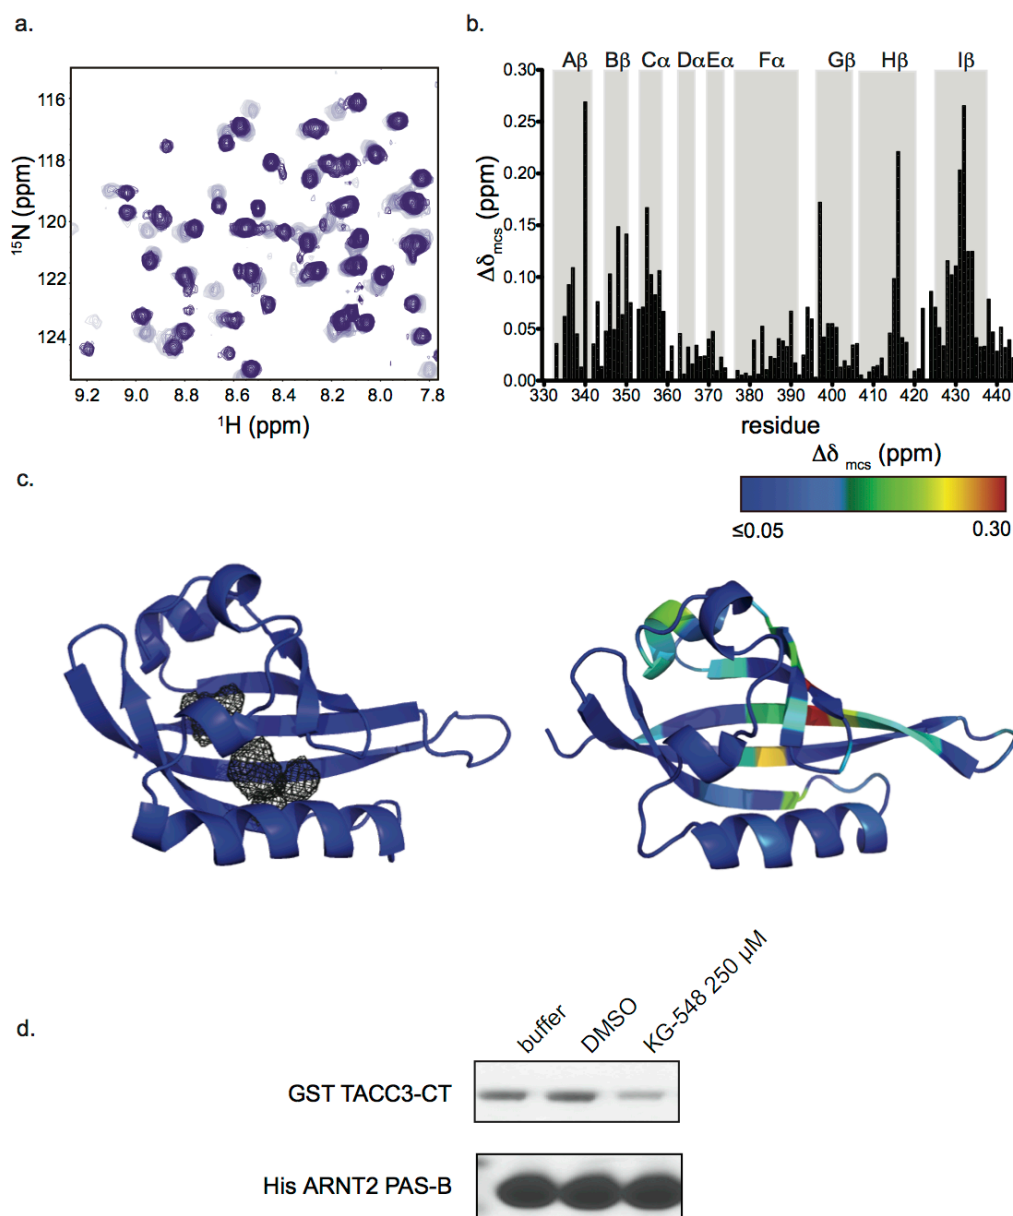 a.
116
118
120
122
124
¹⁵N (ppm)
9.2 9.0 8.8 8.6 8.4 8.2 8.0 7.8
¹H (ppm)
b.
Aβ Bβ Cα Dα Eα Fα Gβ Hβ Iβ
0.30
0.25
0.20
0.15
0.10
0.05
0.00
Δδmcs (ppm)
330 340 350 360 370 380 390 400 410 420 430 440
residue
Δδ mcs (ppm)
≤0.05 0.30
c.
d.
buffer
DMSO
KG-548 250 µM
GST TACC3-CT
His ARNT2 PAS-B